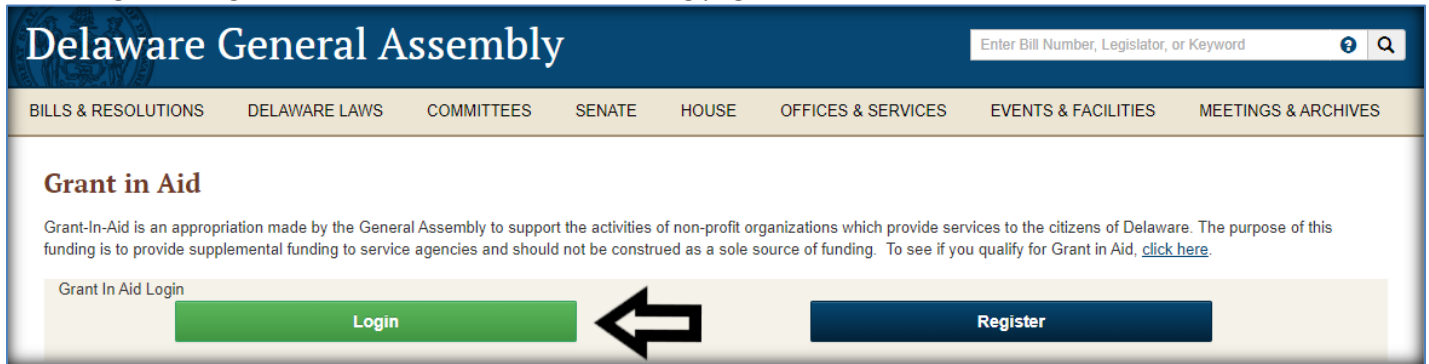 Delaware General Assembly
Enter Bill Number, Legislator, or Keyword
BILLS & RESOLUTIONS DELAWARE LAWS COMMITTEES SENATE HOUSE OFFICES & SERVICES EVENTS & FACILITIES MEETINGS & ARCHIVES
Grant in Aid
Grant-In-Aid is an appropriation made by the General Assembly to support the activities of non-profit organizations which provide services to the citizens of Delaware. The purpose of this
funding is to provide supplemental funding to service agencies and should not be construed as a sole source of funding. To see if you qualify for Grant in Aid, click here.
Grant In Aid Login
Login
Register